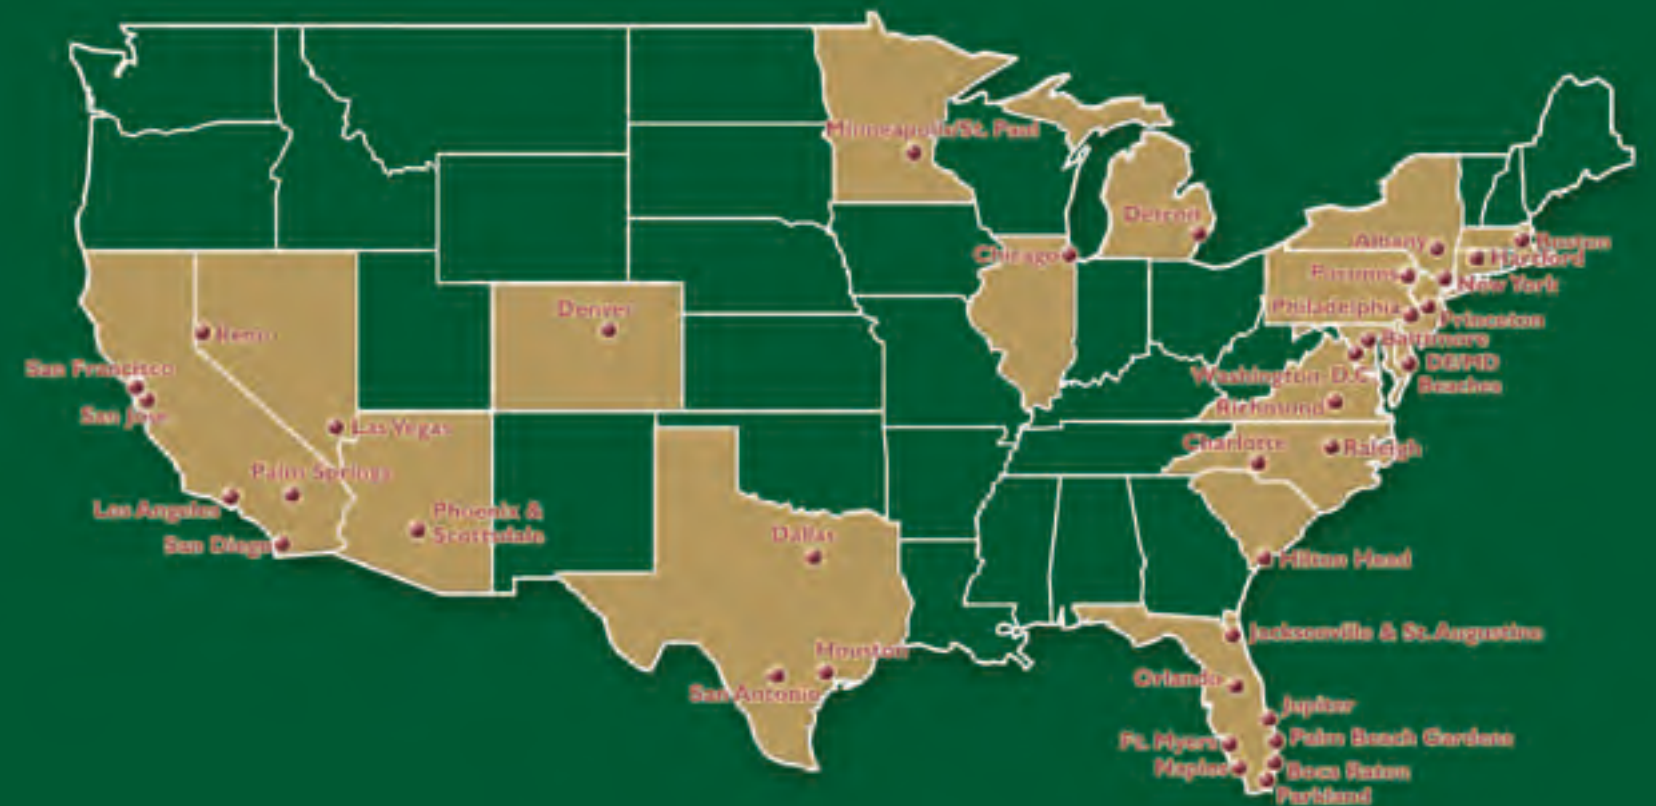 Minneapolis/St. Paul
Detroit
Chicago
Albany
Boston
Hartford
Poconos
New York
Philadelphia
Princeton
Baltimore
DE/MD
Beaches
Washington D.C.
Richmond
Charlotte
Raleigh
Denver
Reno
San Francisco
San Jose
Las Vegas
Palm Springs
Los Angeles
San Diego
Phoenix &
Scottsdale
Dallas
Houston
San Antonio
Hilton Head
Jacksonville & St. Augustine
Orlando
Jupiter
Ft. Myers
Palm Beach Gardens
Naples
Boca Raton
Parkland